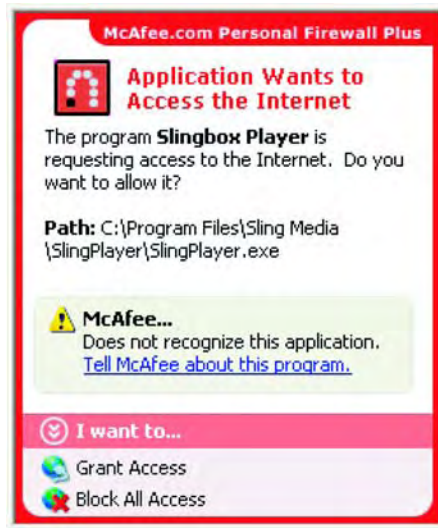 McAfee.com Personal Firewall Plus
Application Wants to
Access the Internet
The program Slingbox Player is
requesting access to the Internet. Do you
want to allow it?
Path: C:\Program Files\Sling Media
\SlingPlayer\SlingPlayer.exe
McAfee...
Does not recognize this application.
Tell McAfee about this program.
I want to...
Grant Access
Block All Access